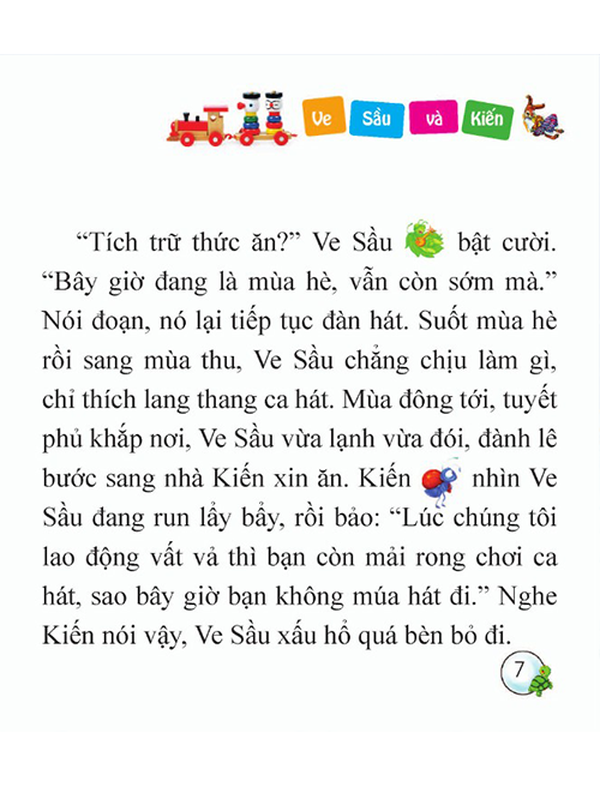 Ve Sầu và Kiến
“Tích trữ thức ăn?” Ve Sầu bật cười.
“Bây giờ đang là mùa hè, vẫn còn sớm mà.”
Nói đoạn, nó lại tiếp tục đàn hát. Suốt mùa hè
rồi sang mùa thu, Ve Sầu chẳng chịu làm gì,
chỉ thích lang thang ca hát. Mùa đông tới, tuyết
phủ khắp nơi, Ve Sầu vừa lạnh vừa đói, đành lê
bước sang nhà Kiến xin ăn. Kiến nhìn Ve
Sầu đang run lẩy bẩy, rồi bảo: “Lúc chúng tôi
lao động vất vả thì bạn còn mải rong chơi ca
hát, sao bây giờ bạn không múa hát đi.” Nghe
Kiến nói vậy, Ve Sầu xấu hổ quá bèn bỏ đi.
7